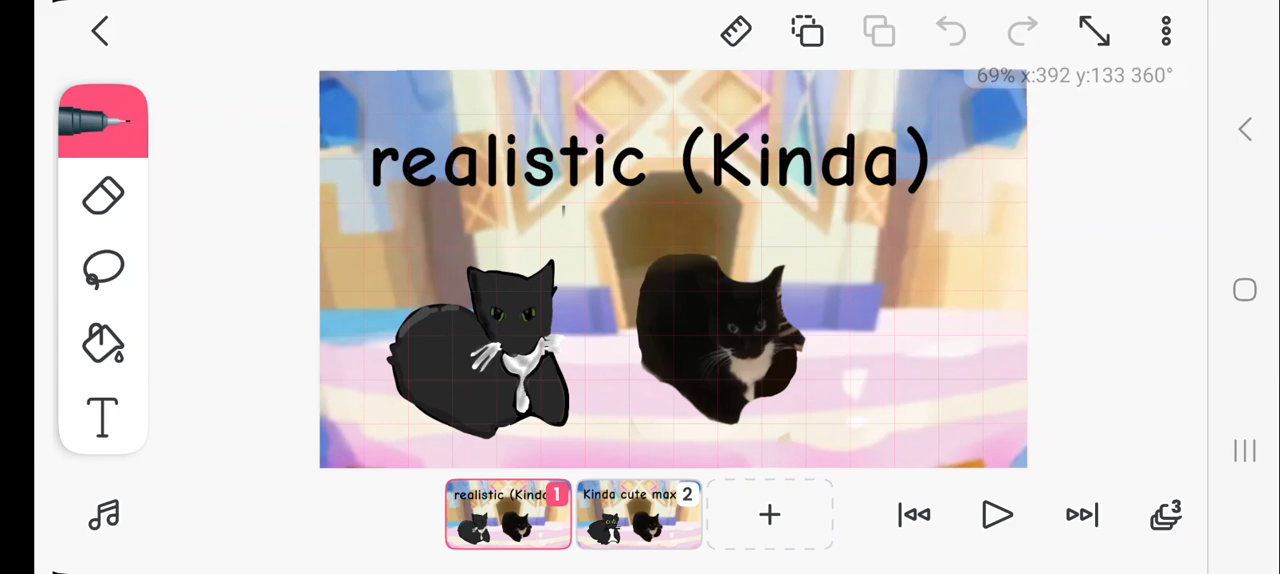 69% x:392 y:133 360°
realistic (Kinda)
T
realistic (Kinda
1
Kinda cute max
2
3